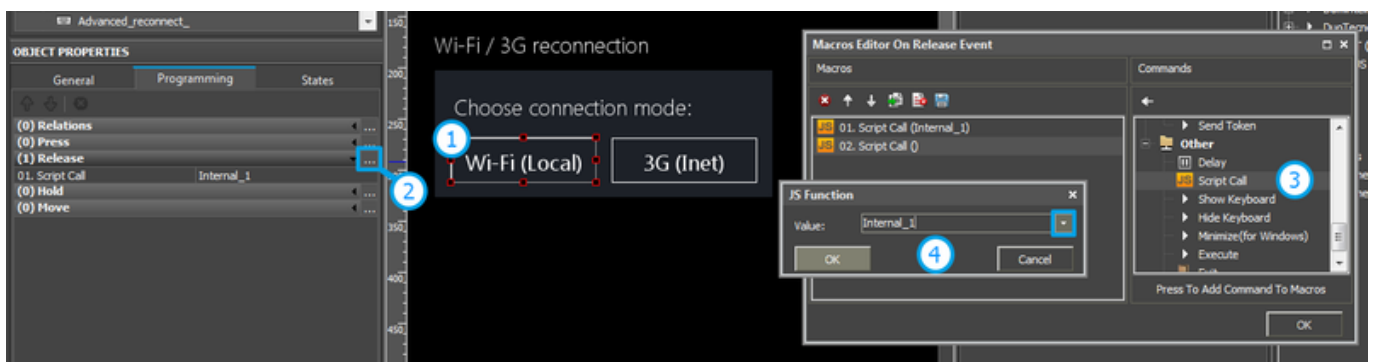 Advanced_reconnect_
OBJECT PROPERTIES
General Programming States
(0) Relations ...
(0) Press ...
(1) Release ...
01. Script Call Internal_1
(0) Hold ...
(0) Move ...
2
150
200
250
350
400
450
Wi-Fi / 3G reconnection
Choose connection mode:
1
Wi-Fi (Local) 3G (Inet)
Macros Editor On Release Event
Macros
JS 01. Script Call (Internal_1)
JS 02. Script Call ()
JS Function
Value: Internal_1
OK 4 Cancel
Commands
Send Token
Other
Delay
JS Script Call 3
Show Keyboard
Hide Keyboard
Minimize(for Windows)
Execute
Press To Add Command To Macros
OK